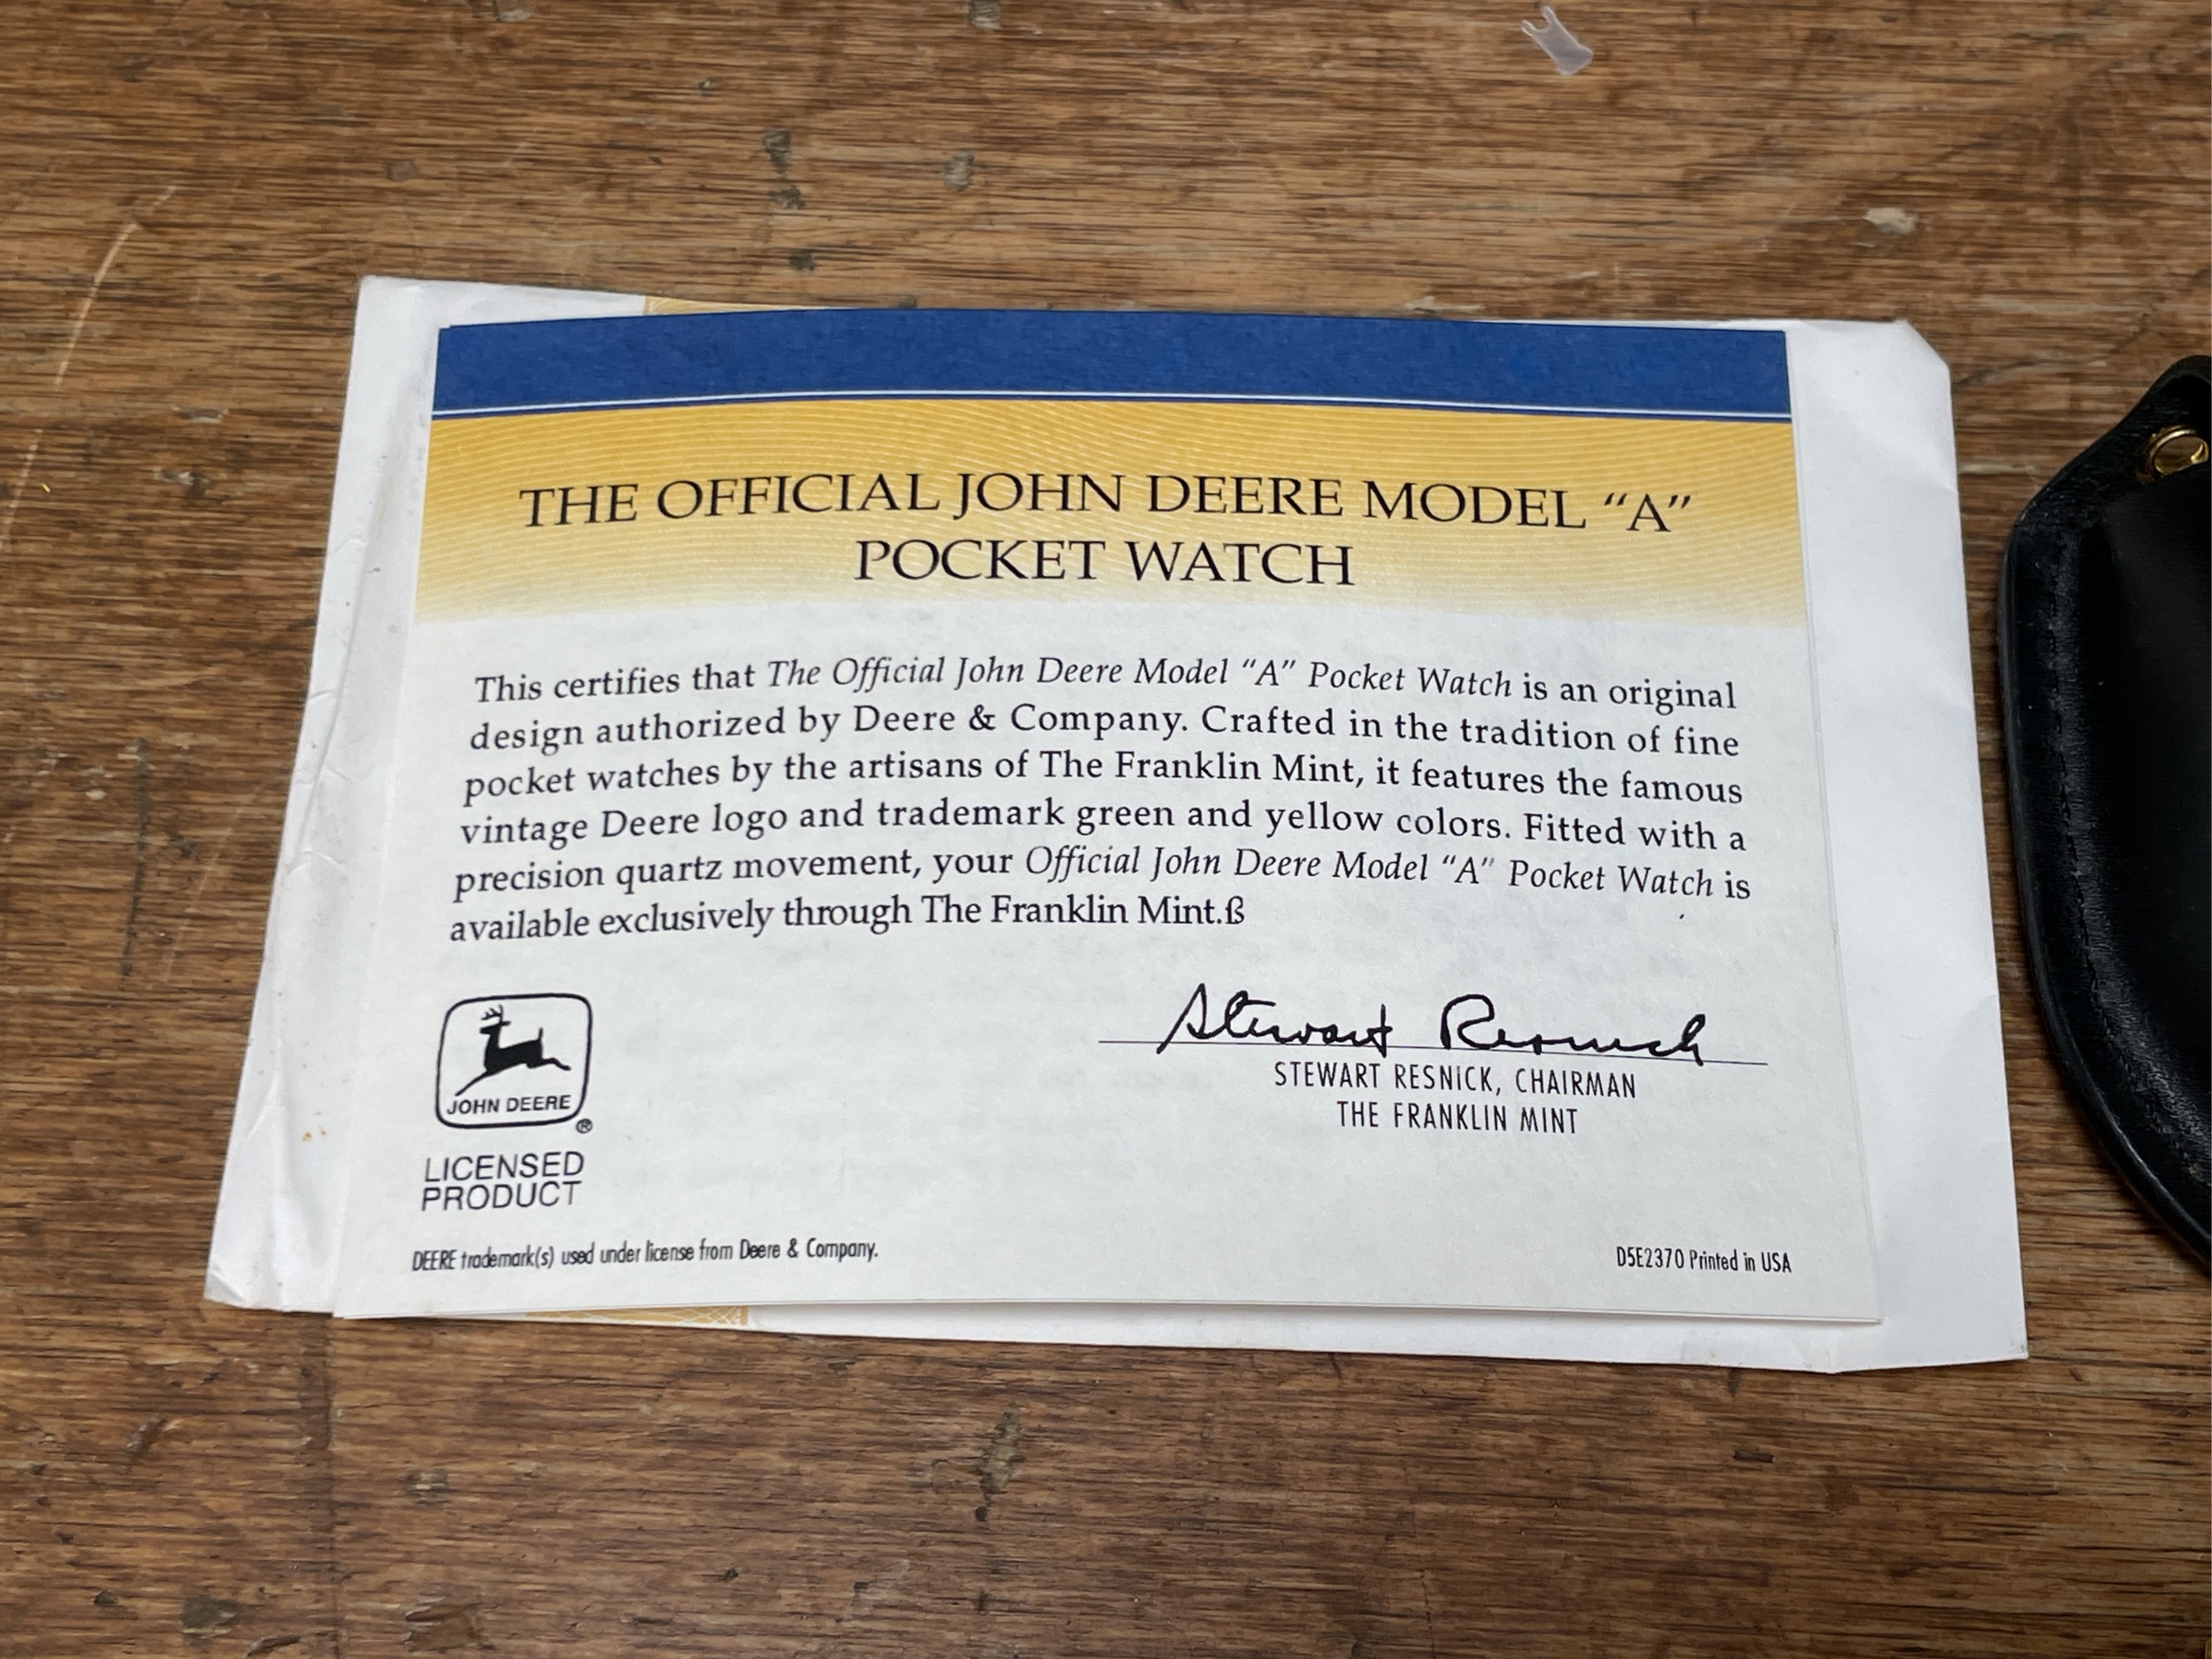 THE OFFICIAL JOHN DEERE MODEL “A”
POCKET WATCH
This certifies that The Official John Deere Model “A” Pocket Watch is an original
design authorized by Deere & Company. Crafted in the tradition of fine
pocket watches by the artisans of The Franklin Mint, it features the famous
vintage Deere logo and trademark green and yellow colors. Fitted with a
precision quartz movement, your Official John Deere Model “A” Pocket Watch is
available exclusively through The Franklin Mint.ß
JOHN DEERE
®
LICENSED
PRODUCT
Stewart Resnick
STEWART RESNICK, CHAIRMAN
THE FRANKLIN MINT
DEERE trademark(s) used under license from Deere & Company.
D5E2370 Printed in USA